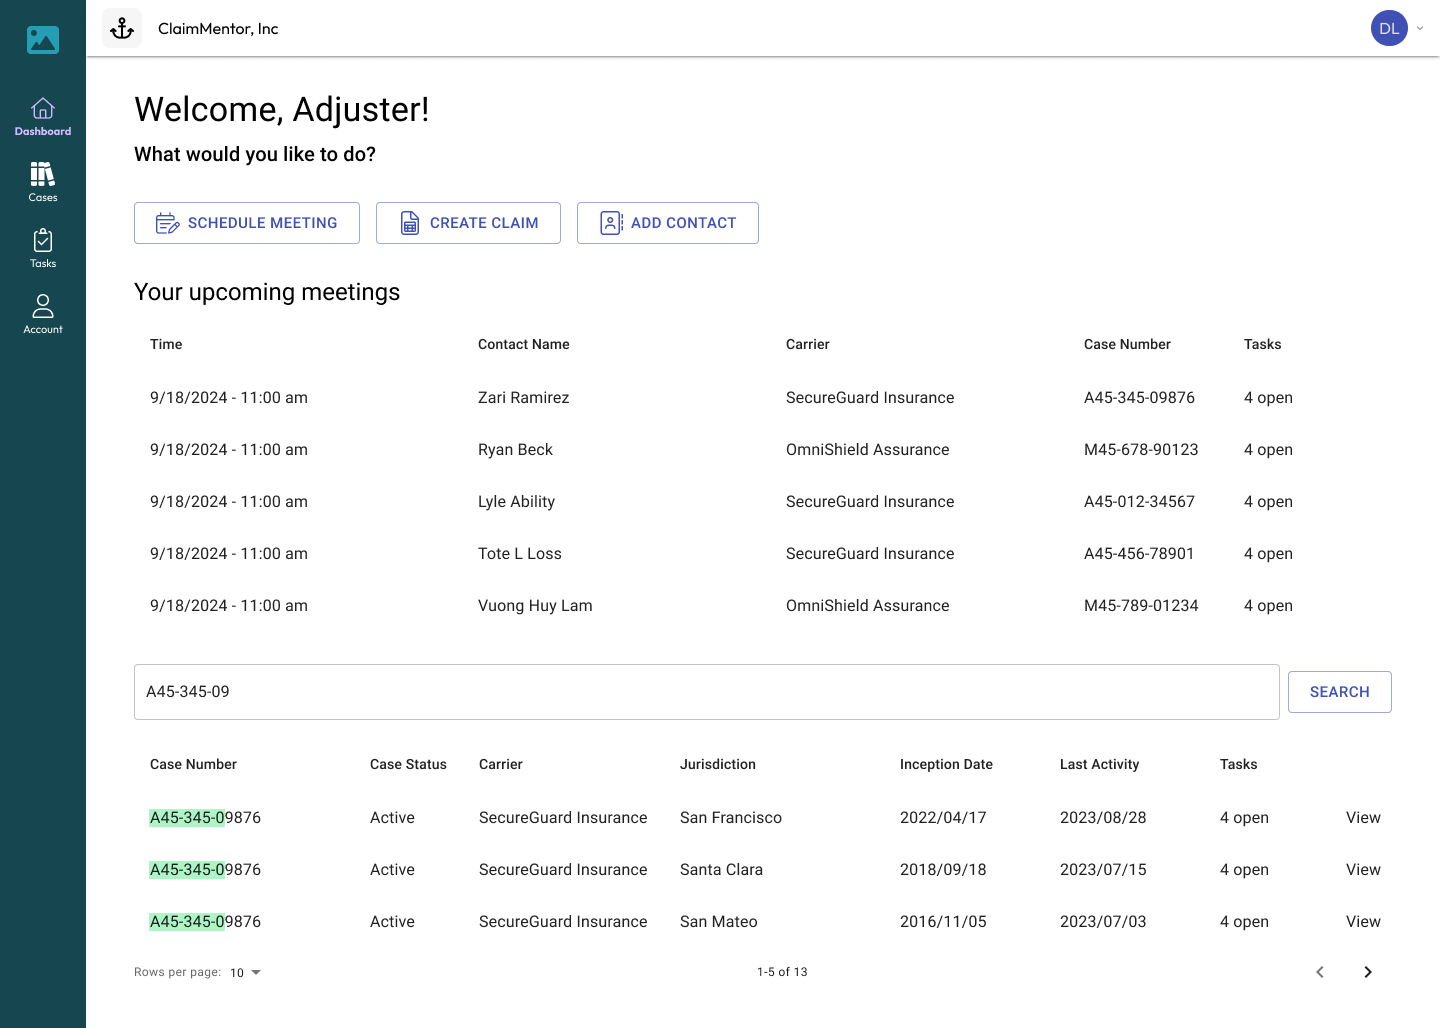 ClaimMentor, Inc
DL
Dashboard
Cases
Tasks
Account
Welcome, Adjuster!
What would you like to do?
SCHEDULE MEETING CREATE CLAIM ADD CONTACT
Your upcoming meetings
Time Contact Name Carrier Case Number Tasks
9/18/2024 - 11:00 am Zari Ramirez SecureGuard Insurance A45-345-09876 4 open
9/18/2024 - 11:00 am Ryan Beck OmniShield Assurance M45-678-90123 4 open
9/18/2024 - 11:00 am Lyle Ability SecureGuard Insurance A45-012-34567 4 open
9/18/2024 - 11:00 am Tote L Loss SecureGuard Insurance A45-456-78901 4 open
9/18/2024 - 11:00 am Vuong Huy Lam OmniShield Assurance M45-789-01234 4 open
A45-345-09 SEARCH
Case Number Case Status Carrier Jurisdiction Inception Date Last Activity Tasks
A45-345-09876 Active SecureGuard Insurance San Francisco 2022/04/17 2023/08/28 4 open View
A45-345-09876 Active SecureGuard Insurance Santa Clara 2018/09/18 2023/07/15 4 open View
A45-345-09876 Active SecureGuard Insurance San Mateo 2016/11/05 2023/07/03 4 open View
Rows per page: 10 1-5 of 13